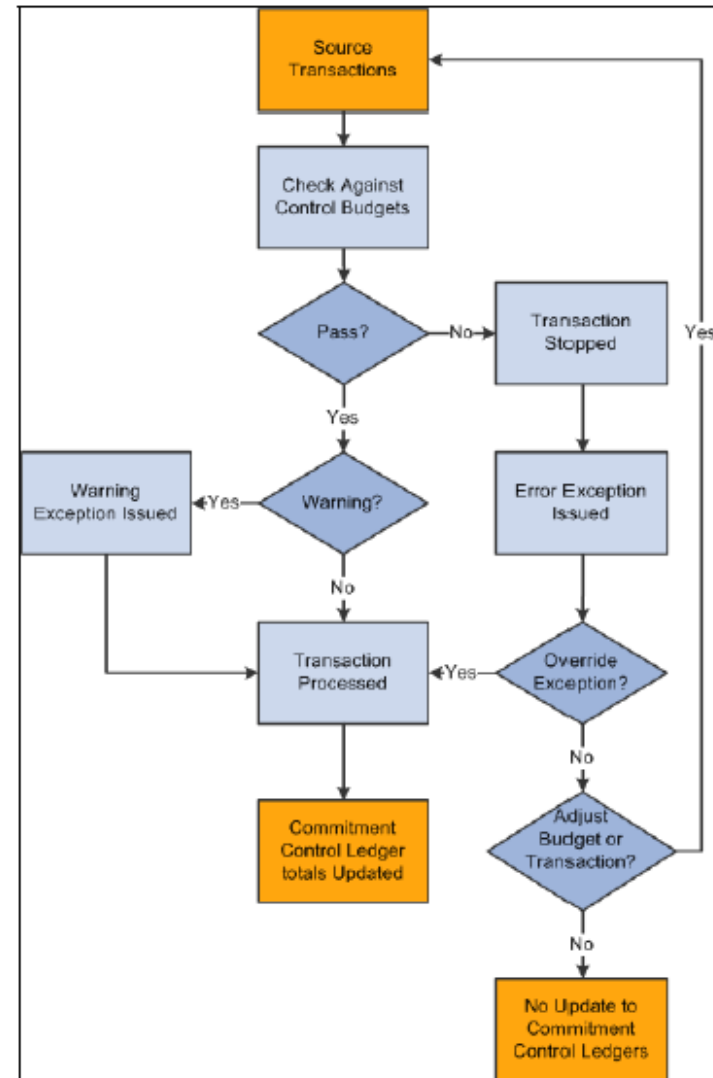 Source
Transactions
Check Against
Control Budgets
Pass?
No
Transaction
Stopped
Yes
Yes
Warning
Exception Issued
Yes
Warning?
Error Exception
Issued
No
Transaction
Processed
Yes
Override
Exception?
No
Commitment
Control Ledger
totals Updated
Adjust
Budget or
Transaction?
No
No Update to
Commitment
Control Ledgers